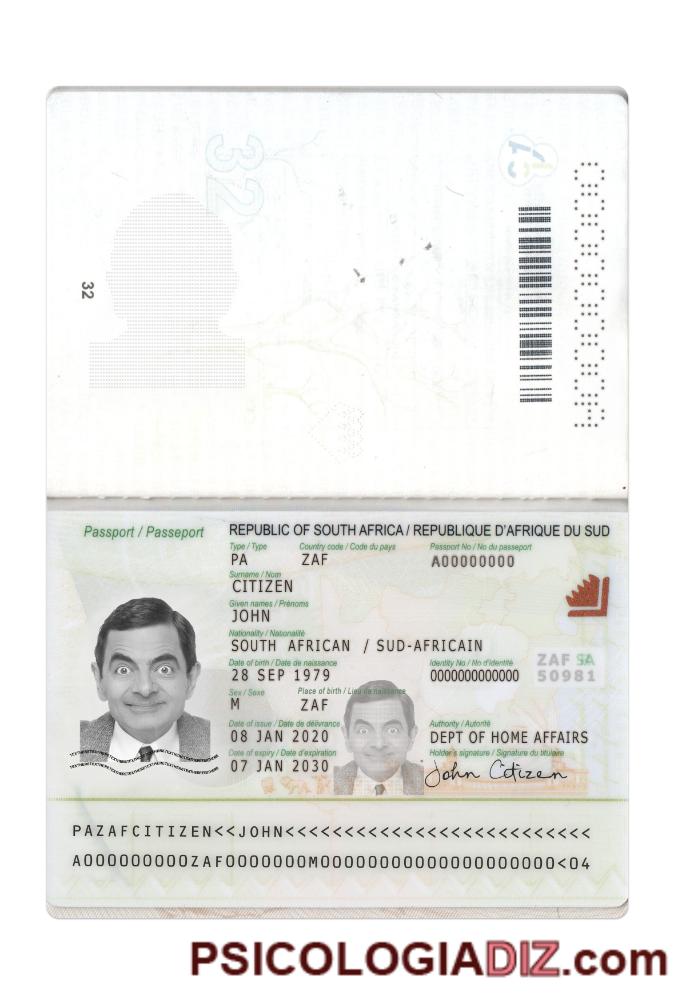 32
32
Passport / Passeport
REPUBLIC OF SOUTH AFRICA / REPUBLIQUE D'AFRIQUE DU SUD
Type / Type Country code / Code du pays Passport No / No du passeport
PA ZAF A00000000
Surname / Nom
CITIZEN
Given names / Prénoms
JOHN
Nationality / Nationalité
SOUTH AFRICAN / SUD-AFRICAIN
Date of birth / Date de naissance Identity No / No d'identité
28 SEP 1979 0000000000000
ZAF SA
50981
Sex / Sexe Place of birth / Lieu de naissance
M ZAF
Date of issue / Date de délivrance Authority / Autorité
08 JAN 2020 DEPT OF HOME AFFAIRS
Date of expiry / Date d'expiration Holder's signature / Signature du titulaire
07 JAN 2030 John Citizen
PAZAFCITIZEN<<JOHN<<<<<<<<<<<<<<<<<<<<<<<<<<
A000000000ZAF0000000M00000000000000000000<04
PSICOLOGIADIZ.com